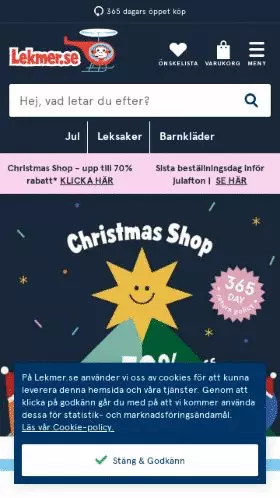 365 dagars öppet köp
Lekmer.se
ÖNSKELISTA VARUKORG MENY
Hej, vad letar du efter?
Jul Leksaker Barnkläder
Christmas Shop - upp till 70%
rabatt* KLICKA HÄR
Sista beställningsdag inför
julafton | SE HÄR
Christmas Shop
365
DAY
return policy
70%
På Lekmer.se använder vi oss av cookies för att kunna
leverera denna hemsida och våra tjänster. Genom att
klicka på godkänn går du med på att vi kommer använda
dessa för statistik- och marknadsföringsändamål.
Läs vår Cookie-policy.
Stäng & Godkänn